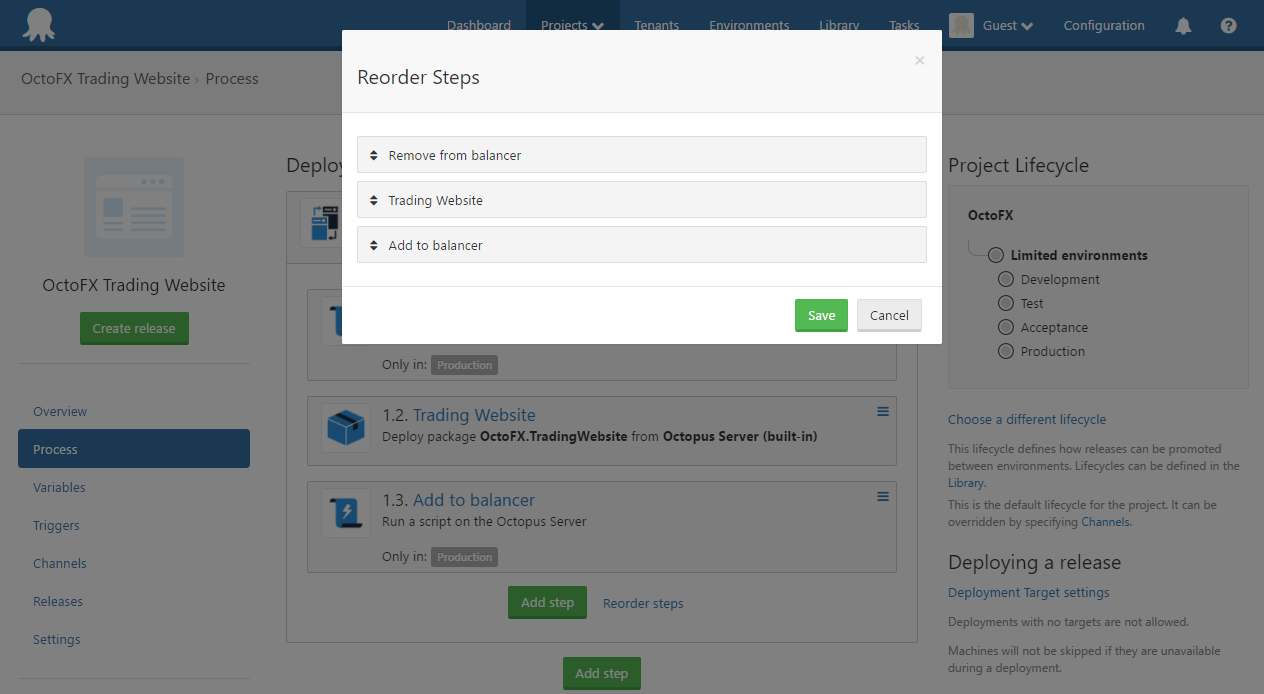 Dashboard Projects Tenants Environments Library Tasks Guest Configuration
OctoFX Trading Website › Process
Reorder Steps
×
Remove from balancer
Trading Website
Add to balancer
Save Cancel
OctoFX Trading Website
Create release
Overview
Process
Variables
Triggers
Channels
Releases
Settings
Only in: Production
1.2. Trading Website
Deploy package OctoFX.TradingWebsite from Octopus Server (built-in)
1.3. Add to balancer
Run a script on the Octopus Server
Only in: Production
Add step Reorder steps
Add step
Project Lifecycle
OctoFX
Limited environments
Development
Test
Acceptance
Production
Choose a different lifecycle
This lifecycle defines how releases can be promoted
between environments. Lifecycles can be defined in the
Library.
This is the default lifecycle for the project. It can be
overridden by specifying Channels.
Deploying a release
Deployment Target settings
Deployments with no targets are not allowed.
Machines will not be skipped if they are unavailable
during a deployment.